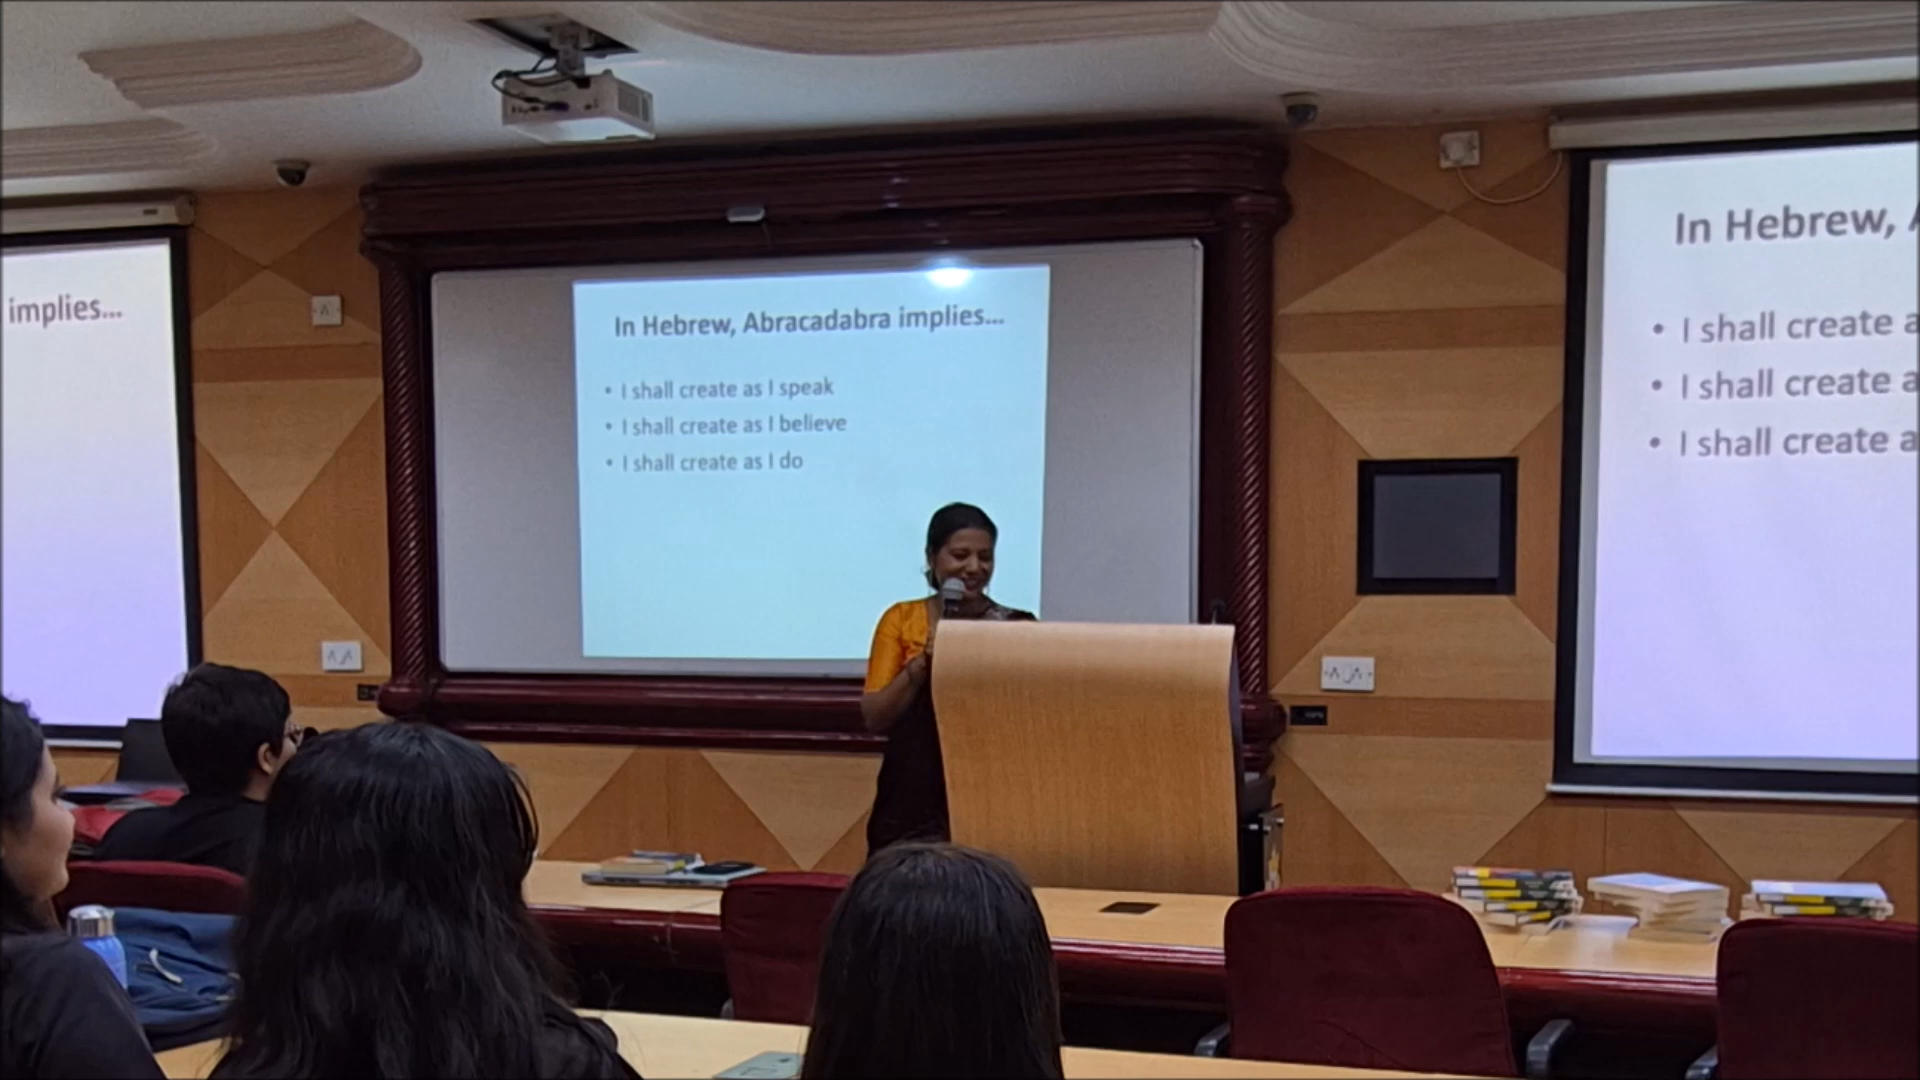 implies...
In Hebrew, Abracadabra implies...
• I shall create as I speak
• I shall create as I believe
• I shall create as I do
In Hebrew,
• I shall create a
• I shall create a
• I shall create a